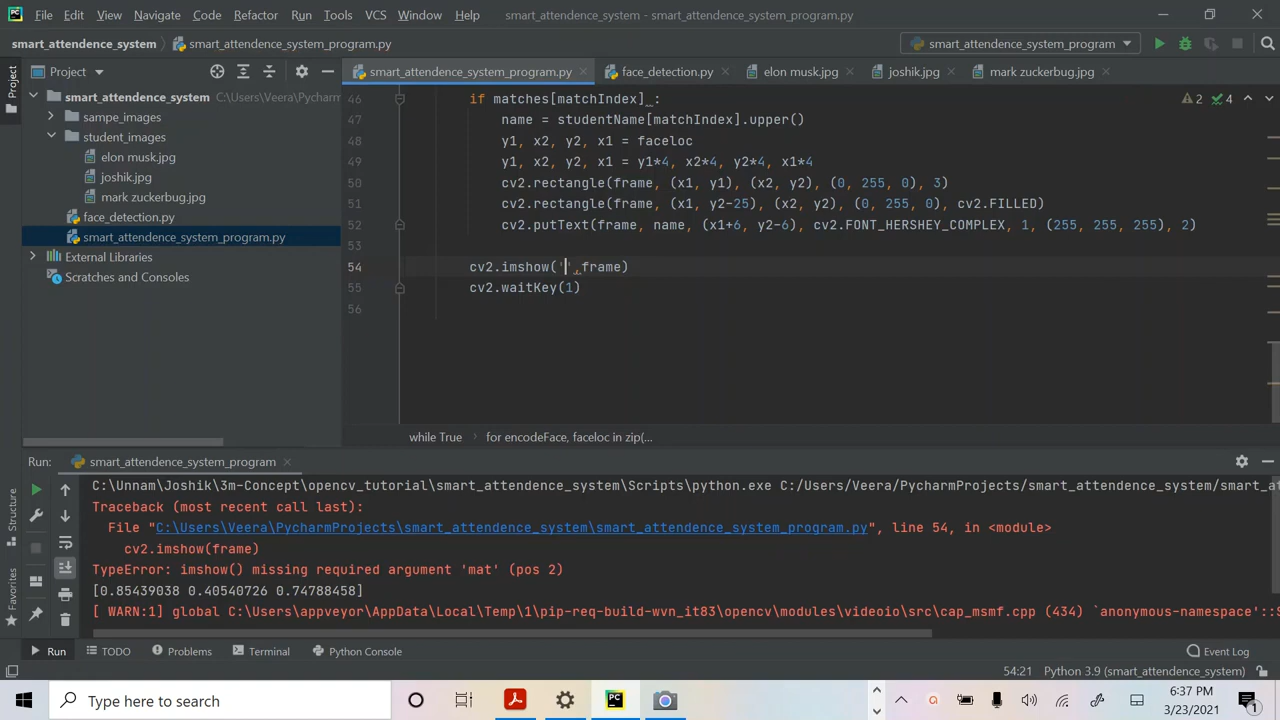 File Edit View Navigate Code Refactor Run Tools VCS Window Help smart_attendence_system - smart_attendence_system_program.py
smart_attendence_system smart_attendence_system_program.py smart_attendence_system_program
Project smart_attendence_system_program.py face_detection.py elon musk.jpg joshik.jpg mark zuckerbug.jpg
Project
smart_attendence_system C:\Users\Veera\Pycharm
sampe_images
student_images
elon musk.jpg
joshik.jpg
mark zuckerbug.jpg
face_detection.py
smart_attendence_system_program.py
External Libraries
Scratches and Consoles
46 if matches[matchIndex] : 2 4
47 name = studentName[matchIndex].upper()
48 y1, x2, y2, x1 = faceloc
49 y1, x2, y2, x1 = y1*4, x2*4, y2*4, x1*4
50 cv2.rectangle(frame, (x1, y1), (x2, y2), (0, 255, 0), 3)
51 cv2.rectangle(frame, (x1, y2-25), (x2, y2), (0, 255, 0), cv2.FILLED)
52 cv2.putText(frame, name, (x1+6, y2-6), cv2.FONT_HERSHEY_COMPLEX, 1, (255, 255, 255), 2)
53
54 cv2.imshow('',frame)
55 cv2.waitKey(1)
56
while True for encodeFace, faceloc in zip(...
Run: smart_attendence_system_program
C:\Unnam\Joshik\3m-Concept\opencv_tutorial\smart_attendence_system\Scripts\python.exe C:/Users/Veera/PycharmProjects/smart_attendence_system/smart_at
Traceback (most recent call last):
File "C:\Users\Veera\PycharmProjects\smart_attendence_system\smart_attendence_system_program.py", line 54, in <module>
cv2.imshow(frame)
TypeError: imshow() missing required argument 'mat' (pos 2)
[0.85439038 0.40540726 0.74788458]
[ WARN:1] global C:\Users\appveyor\AppData\Local\Temp\1\pip-req-build-wvn_it83\opencv\modules\videoio\src\cap_msmf.cpp (434) `anonymous-namespace'::S
Structure
Favorites
Run TODO Problems Terminal Python Console Event Log
54:21 Python 3.9 (smart_attendence_system)
Type here to search
6:37 PM
3/23/2021
1